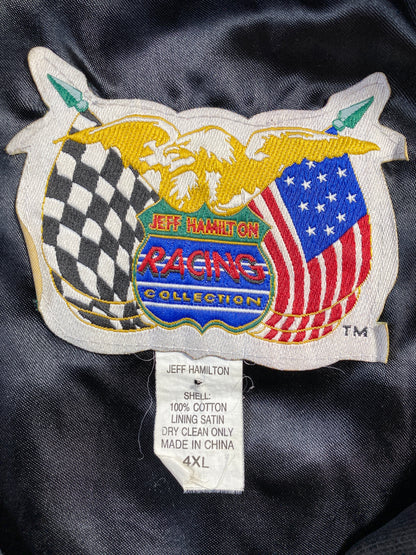 JEFF HAMILTON
RACING
COLLECTION
TM
JEFF HAMILTON
SHELL:
100% COTTON
LINING SATIN
DRY CLEAN ONLY
MADE IN CHINA
4XL